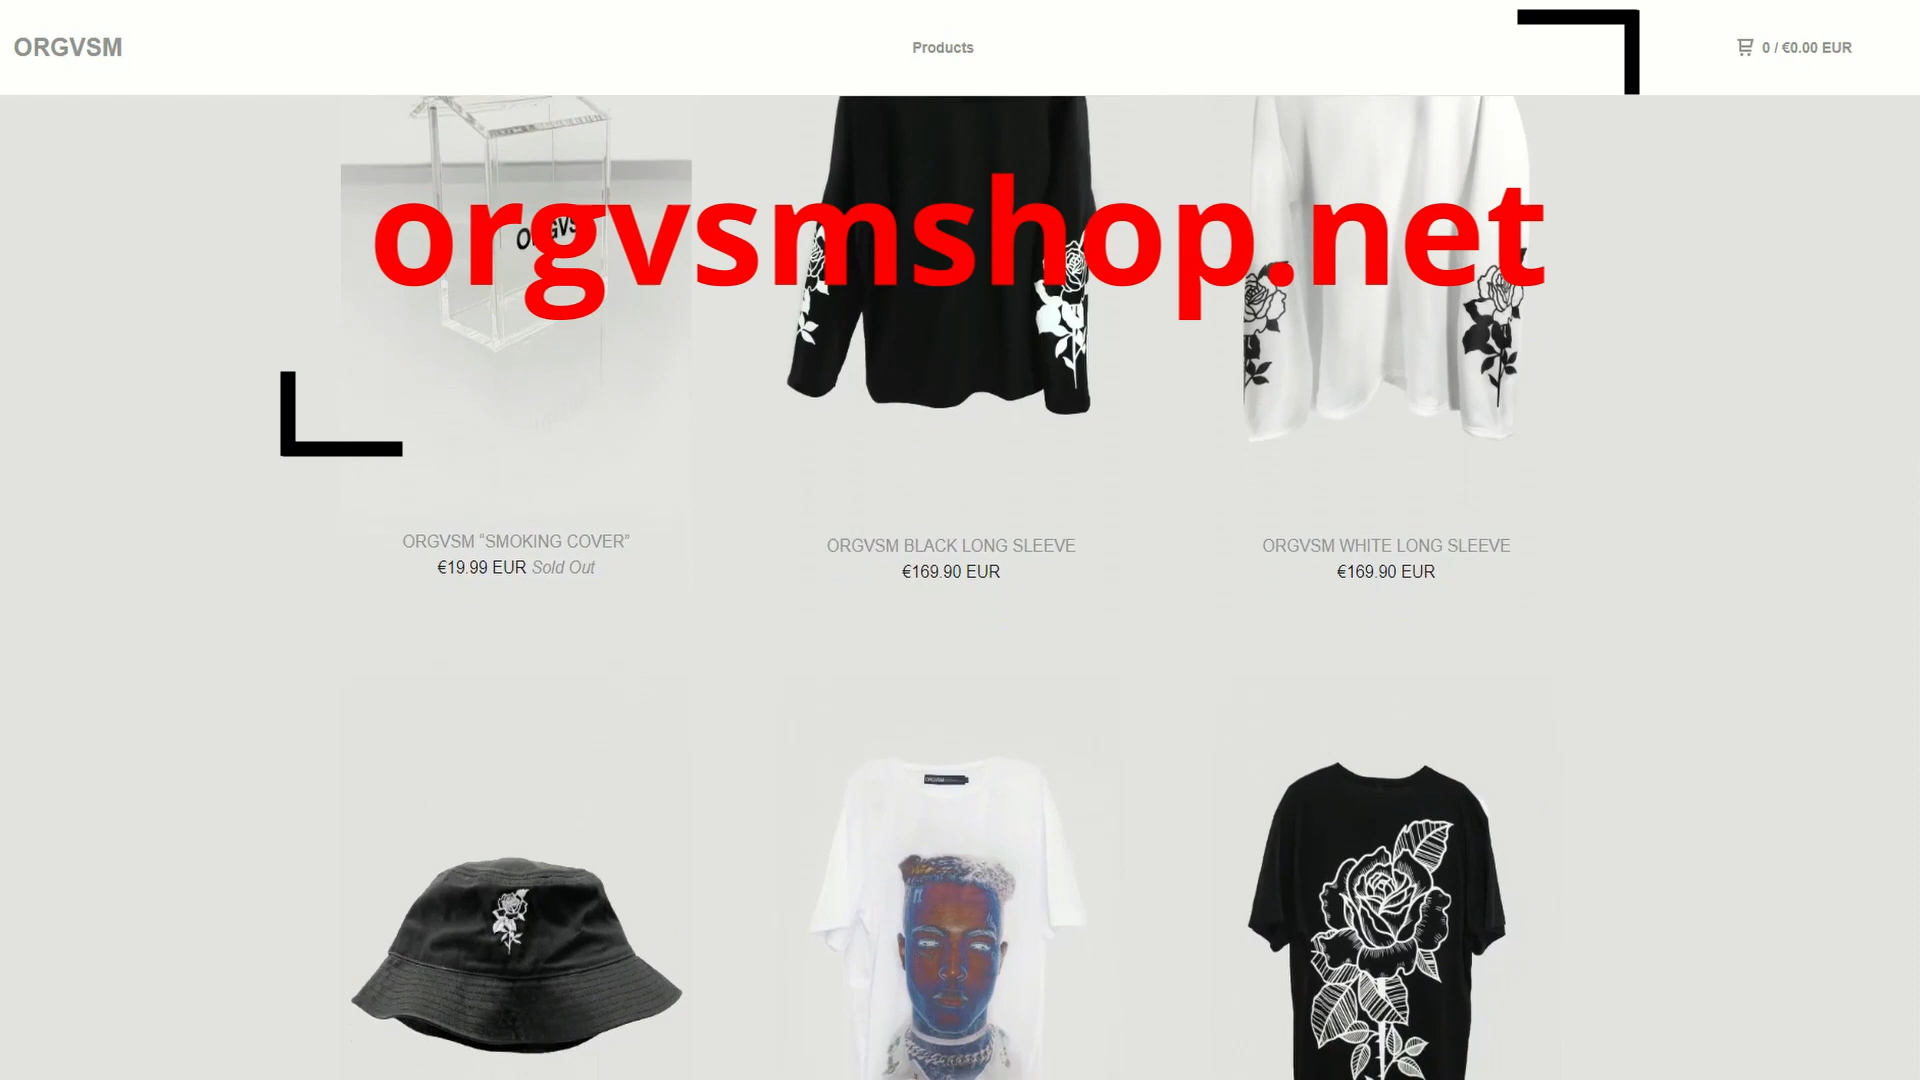 ORGVSM
Products
0 / €0.00 EUR
orgvsmshop.net
ORGVSM “SMOKING COVER”
€19.99 EUR Sold Out
ORGVSM BLACK LONG SLEEVE
€169.90 EUR
ORGVSM WHITE LONG SLEEVE
€169.90 EUR